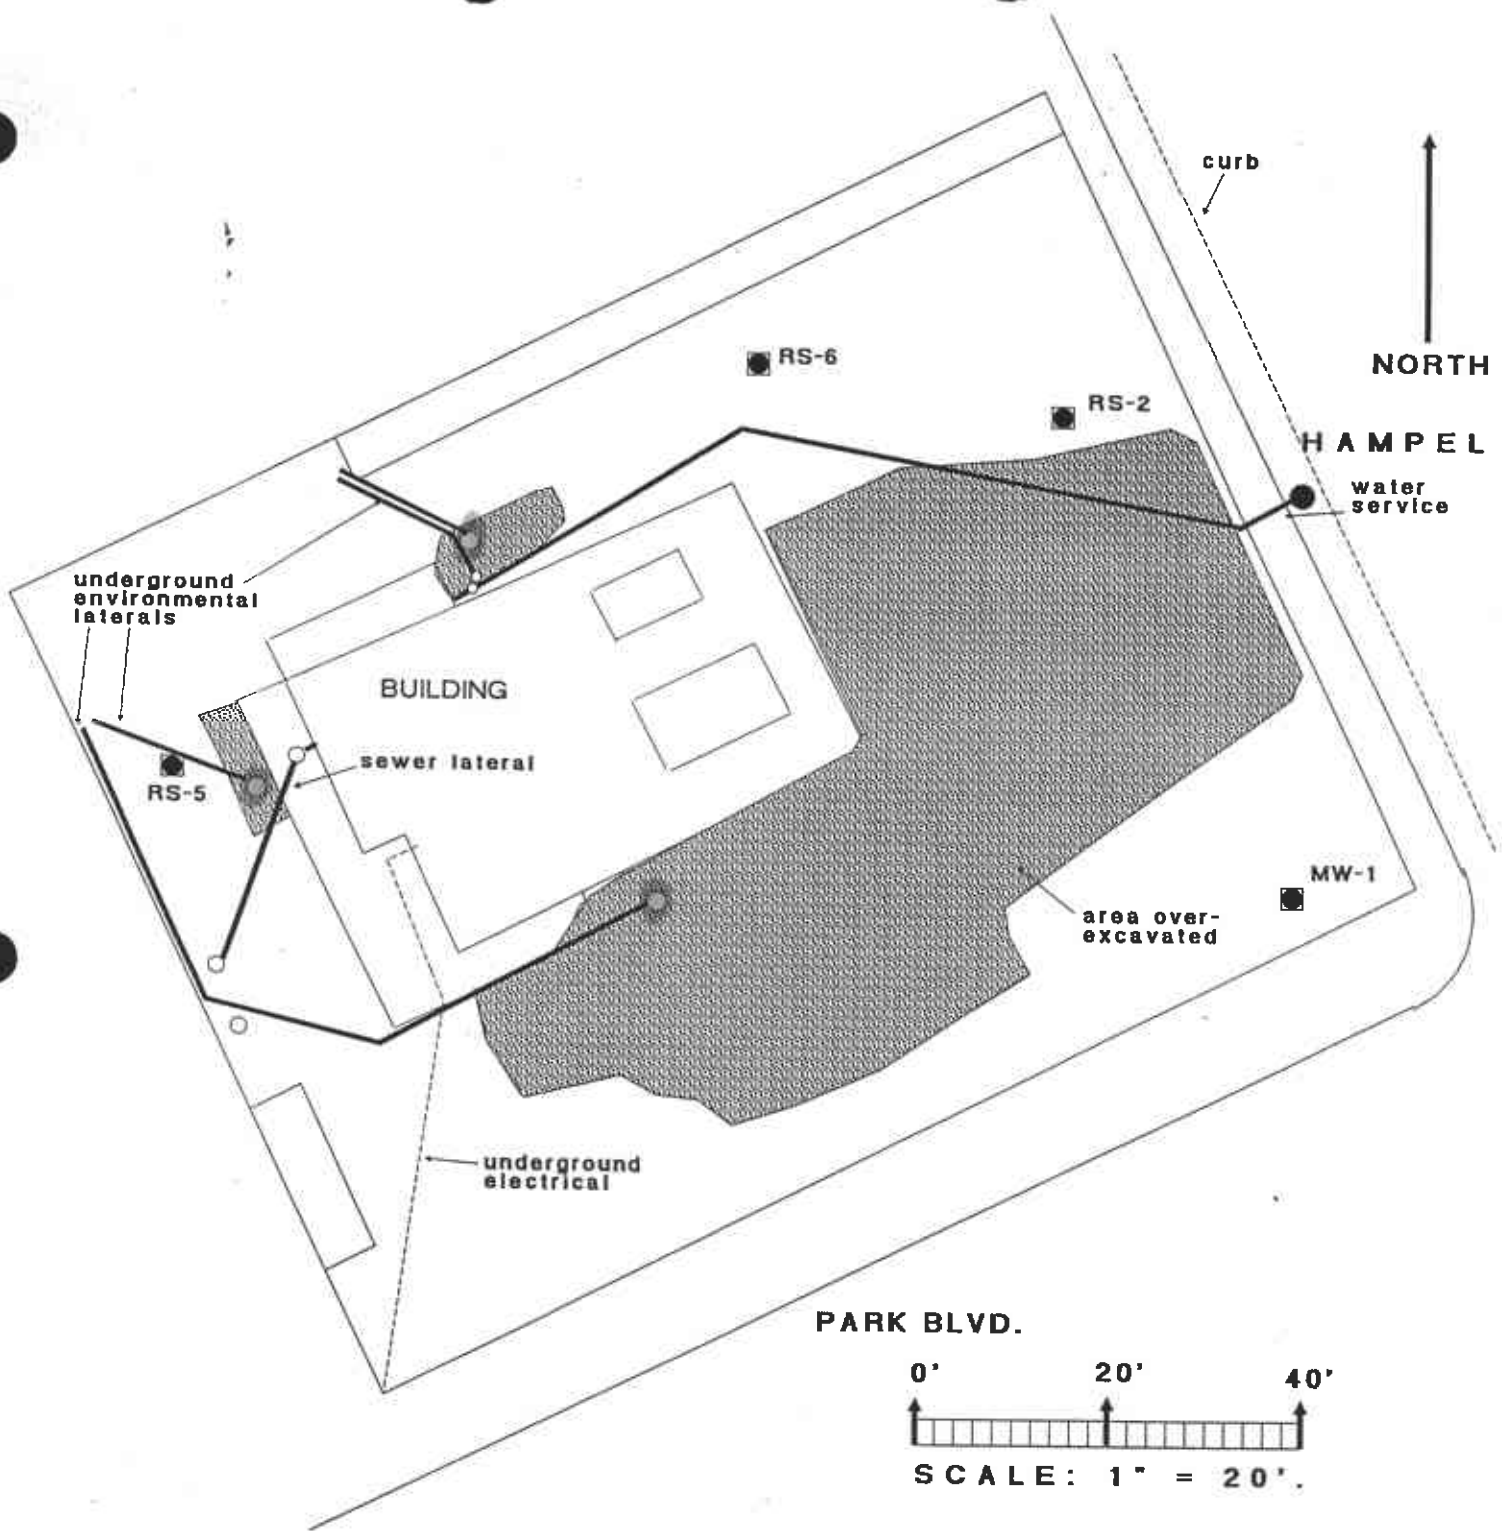 curb
RS-6
NORTH
RS-2
HAMPEL
water
service
underground
environmental
laterals
BUILDING
sewer lateral
RS-5
MW-1
area over-
excavated
underground
electrical
PARK BLVD.
0' 20' 40'
SCALE: 1" = 20'.